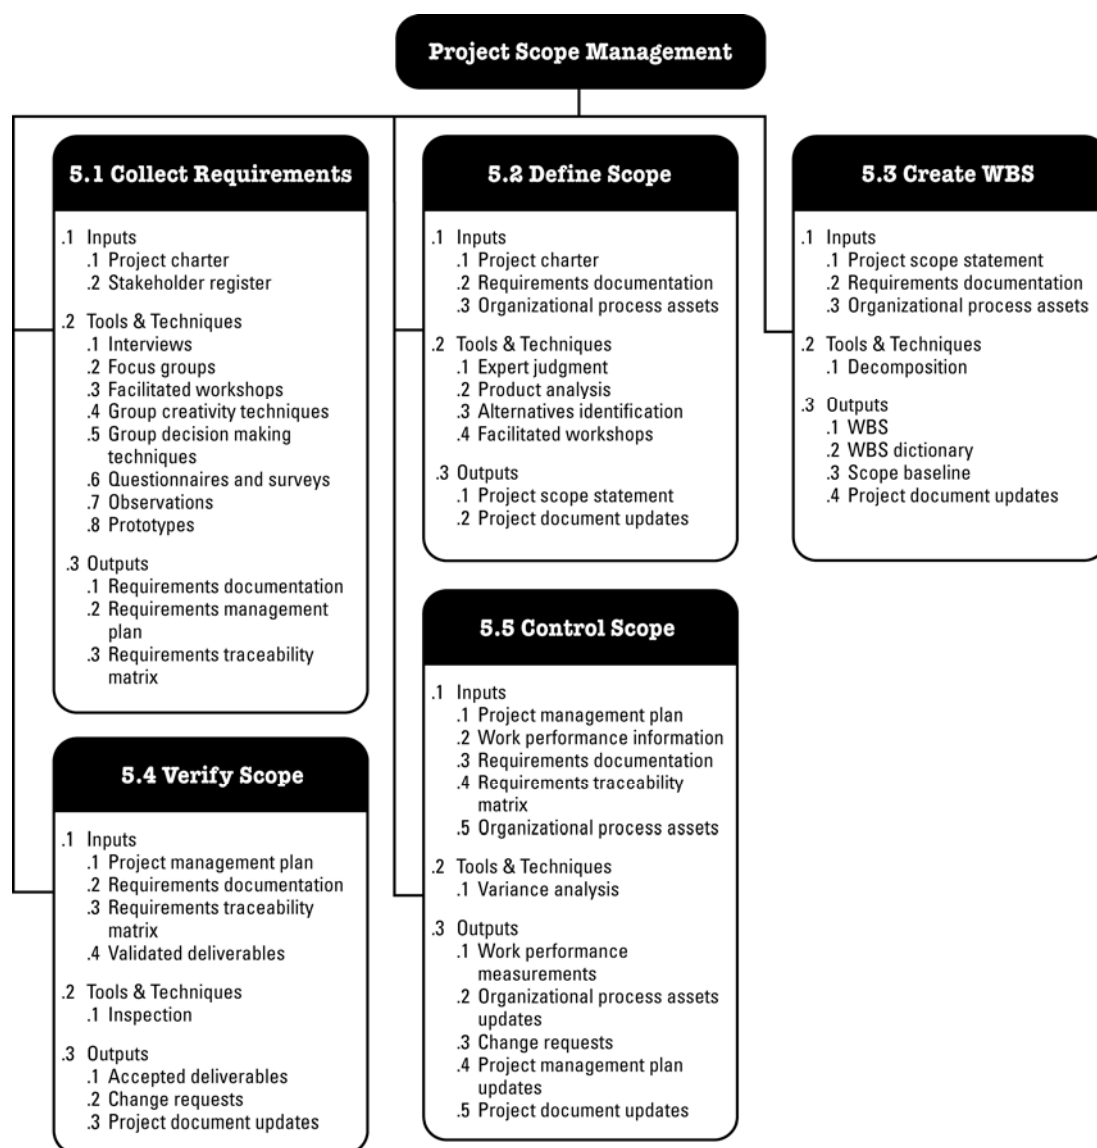 Project Scope Management
5.1 Collect Requirements
.1 Inputs
.1 Project charter
.2 Stakeholder register
.2 Tools & Techniques
.1 Interviews
.2 Focus groups
.3 Facilitated workshops
.4 Group creativity techniques
.5 Group decision making
techniques
.6 Questionnaires and surveys
.7 Observations
.8 Prototypes
.3 Outputs
.1 Requirements documentation
.2 Requirements management
plan
.3 Requirements traceability
matrix
5.2 Define Scope
.1 Inputs
.1 Project charter
.2 Requirements documentation
.3 Organizational process assets
.2 Tools & Techniques
.1 Expert judgment
.2 Product analysis
.3 Alternatives identification
.4 Facilitated workshops
.3 Outputs
.1 Project scope statement
.2 Project document updates
5.3 Create WBS
.1 Inputs
.1 Project scope statement
.2 Requirements documentation
.3 Organizational process assets
.2 Tools & Techniques
.1 Decomposition
.3 Outputs
.1 WBS
.2 WBS dictionary
.3 Scope baseline
.4 Project document updates
5.4 Verify Scope
.1 Inputs
.1 Project management plan
.2 Requirements documentation
.3 Requirements traceability
matrix
.4 Validated deliverables
.2 Tools & Techniques
.1 Inspection
.3 Outputs
.1 Accepted deliverables
.2 Change requests
.3 Project document updates
5.5 Control Scope
.1 Inputs
.1 Project management plan
.2 Work performance information
.3 Requirements documentation
.4 Requirements traceability
matrix
.5 Organizational process assets
.2 Tools & Techniques
.1 Variance analysis
.3 Outputs
.1 Work performance
measurements
.2 Organizational process assets
updates
.3 Change requests
.4 Project management plan
updates
.5 Project document updates